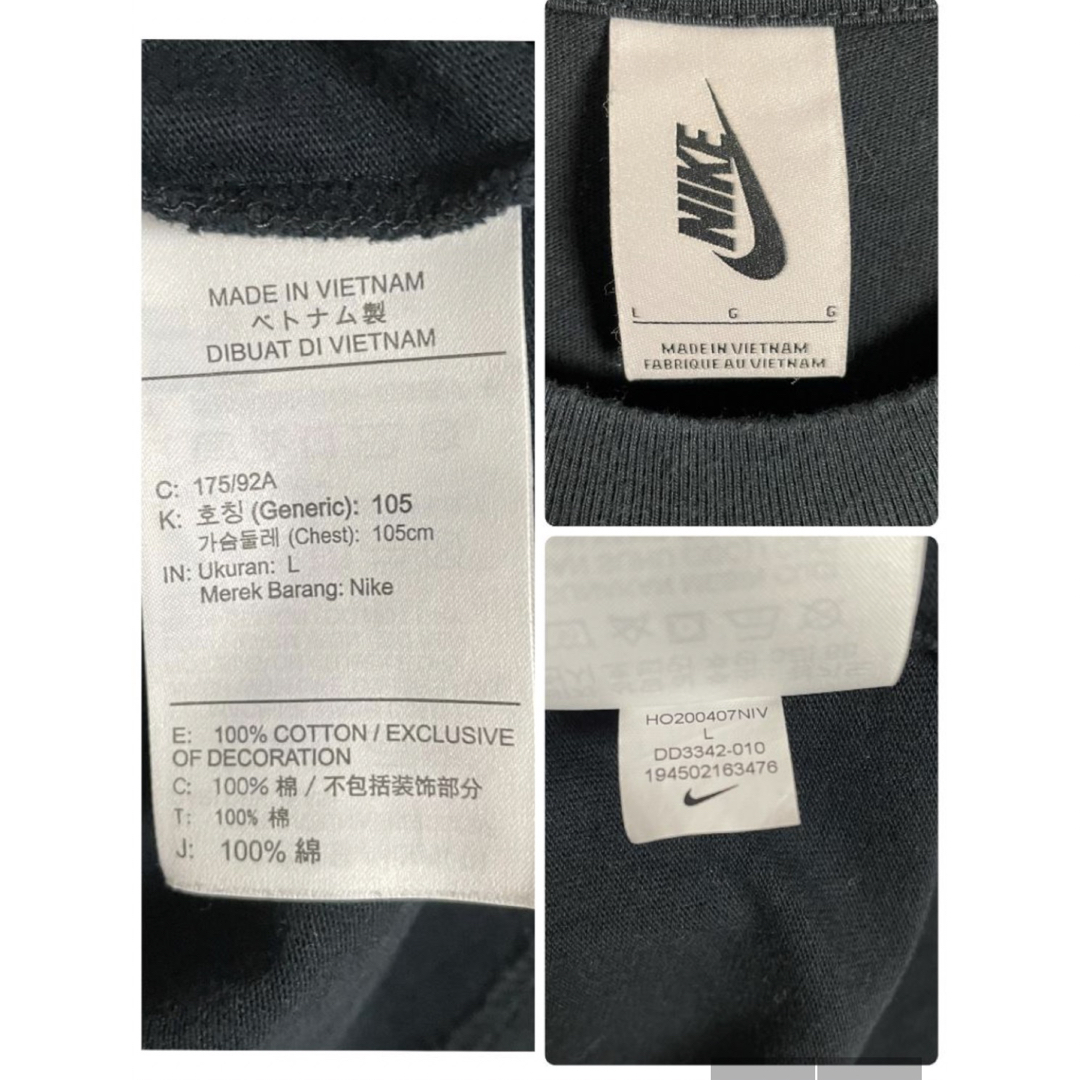 MADE IN VIETNAM
ベトナム製
DIBUAT DI VIETNAM
C: 175/92A
K: 호칭 (Generic): 105
가슴둘레 (Chest): 105cm
IN: Ukuran: L
Merek Barang: Nike
E: 100% COTTON / EXCLUSIVE
OF DECORATION
C: 100% 棉 / 不包括装饰部分
T: 100% 棉
J: 100% 綿
NIKE
L G G
MADE IN VIETNAM
FABRIQUE AU VIETNAM
HO200407NIV
L
DD3342-010
194502163476